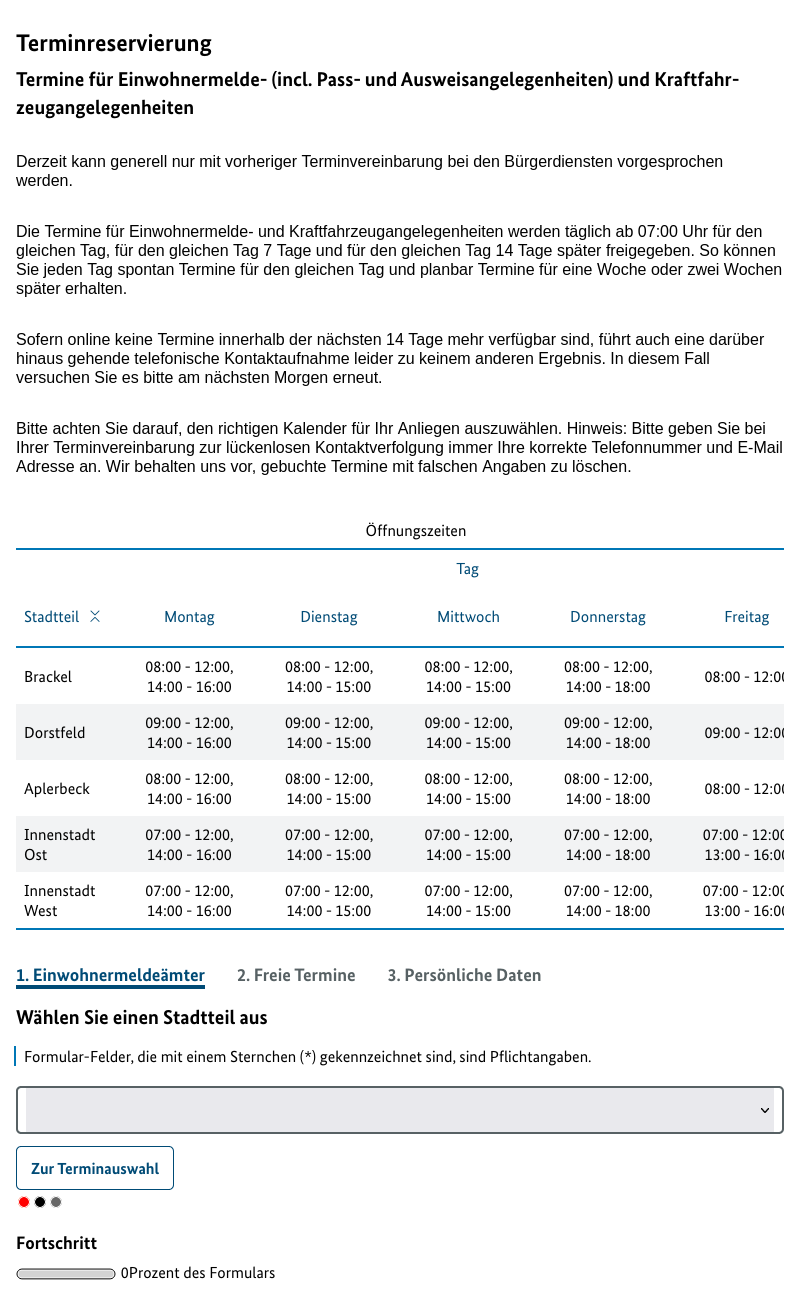 Terminreservierung
Termine für Einwohnermelde- (incl. Pass- und Ausweisangelegenheiten) und Kraftfahr-
zeugangelegenheiten
Derzeit kann generell nur mit vorheriger Terminvereinbarung bei den Bürgerdiensten vorgesprochen
werden.
Die Termine für Einwohnermelde- und Kraftfahrzeugangelegenheiten werden täglich ab 07:00 Uhr für den
gleichen Tag, für den gleichen Tag 7 Tage und für den gleichen Tag 14 Tage später freigegeben. So können
Sie jeden Tag spontan Termine für den gleichen Tag und planbar Termine für eine Woche oder zwei Wochen
später erhalten.
Sofern online keine Termine innerhalb der nächsten 14 Tage mehr verfügbar sind, führt auch eine darüber
hinaus gehende telefonische Kontaktaufnahme leider zu keinem anderen Ergebnis. In diesem Fall
versuchen Sie es bitte am nächsten Morgen erneut.
Bitte achten Sie darauf, den richtigen Kalender für Ihr Anliegen auszuwählen. Hinweis: Bitte geben Sie bei
Ihrer Terminvereinbarung zur lückenlosen Kontaktverfolgung immer Ihre korrekte Telefonnummer und E-Mail
Adresse an. Wir behalten uns vor, gebuchte Termine mit falschen Angaben zu löschen.
Öffnungszeiten
Tag
Stadtteil Montag Dienstag Mittwoch Donnerstag Freitag
Brackel 08:00 - 12:00, 08:00 - 12:00, 08:00 - 12:00, 08:00 - 12:00, 08:00 - 12:00
14:00 - 16:00 14:00 - 15:00 14:00 - 15:00 14:00 - 18:00
Dorstfeld 09:00 - 12:00, 09:00 - 12:00, 09:00 - 12:00, 09:00 - 12:00, 09:00 - 12:00
14:00 - 16:00 14:00 - 15:00 14:00 - 15:00 14:00 - 18:00
Aplerbeck 08:00 - 12:00, 08:00 - 12:00, 08:00 - 12:00, 08:00 - 12:00, 08:00 - 12:00
14:00 - 16:00 14:00 - 15:00 14:00 - 15:00 14:00 - 18:00
Innenstadt 07:00 - 12:00, 07:00 - 12:00, 07:00 - 12:00, 07:00 - 12:00, 07:00 - 12:00
Ost 14:00 - 16:00 14:00 - 15:00 14:00 - 15:00 14:00 - 18:00 13:00 - 16:00
Innenstadt 07:00 - 12:00, 07:00 - 12:00, 07:00 - 12:00, 07:00 - 12:00, 07:00 - 12:00
West 14:00 - 16:00 14:00 - 15:00 14:00 - 15:00 14:00 - 18:00 13:00 - 16:00
1. Einwohnermeldeämter 2. Freie Termine 3. Persönliche Daten
Wählen Sie einen Stadtteil aus
Formular-Felder, die mit einem Sternchen (*) gekennzeichnet sind, sind Pflichtangaben.
Zur Terminauswahl
Fortschritt
0Prozent des Formulars